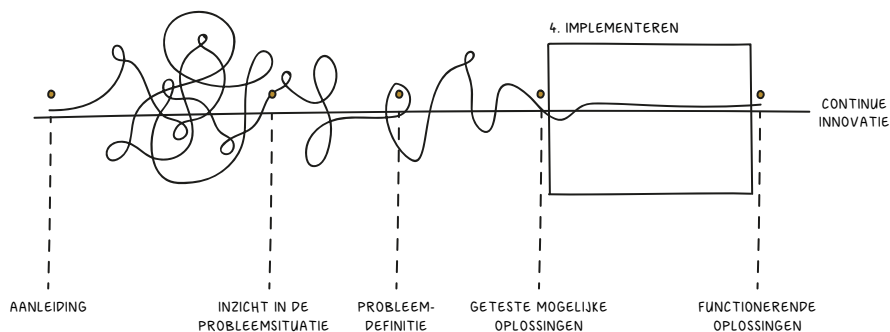 4. IMPLEMENTEREN
CONTINUE
INNOVATIE
AANLEIDING
INZICHT IN DE
PROBLEEMSITUATIE
PROBLEEM-
DEFINITIE
GETESTE MOGELIJKE
OPLOSSINGEN
FUNCTIONERENDE
OPLOSSINGEN